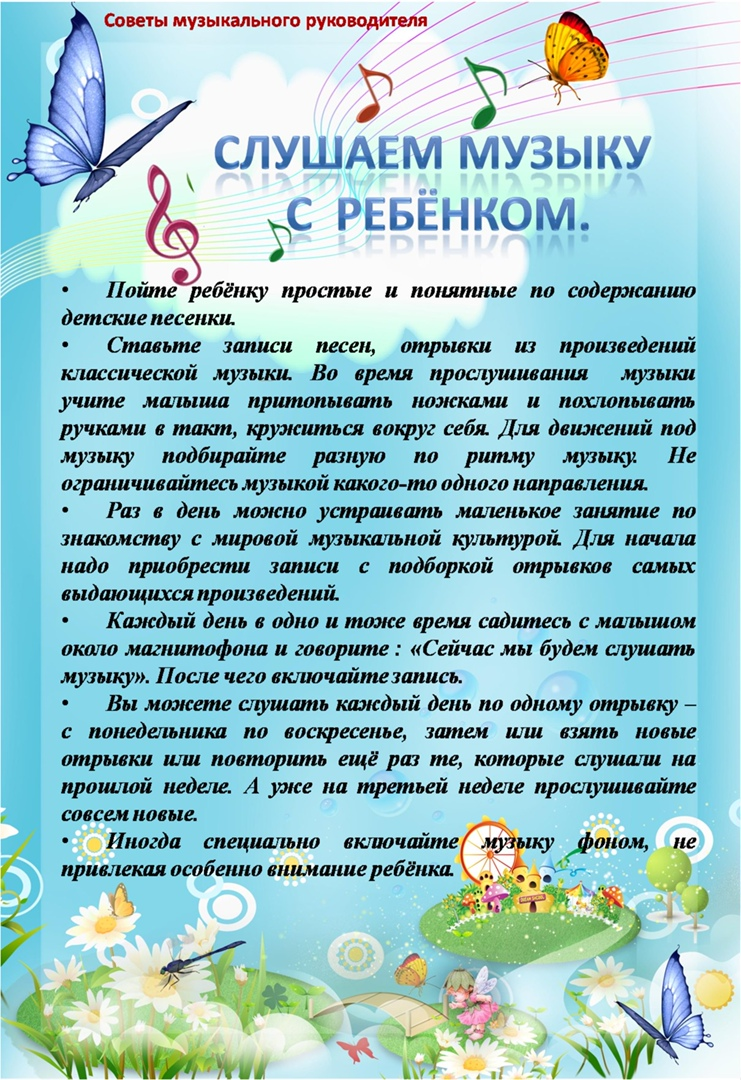 Советы музыкального руководителя
СЛУШАЕМ МУЗЫКУ
С РЕБЁНКОМ.
• Пойте ребёнку простые и понятные по содержанию
детские песенки.
• Ставьте записи песен, отрывки из произведений
классической музыки. Во время прослушивания музыки
учите малыша притопывать ножками и похлопывать
ручками в такт, кружиться вокруг себя. Для движений под
музыку подбирайте разную по ритму музыку. Не
ограничивайтесь музыкой какого-то одного направления.
• Раз в день можно устраивать маленькое занятие по
знакомству с мировой музыкальной культурой. Для начала
надо приобрести записи с подборкой отрывков самых
выдающихся произведений.
• Каждый день в одно и тоже время садитесь с малышом
около магнитофона и говорите : «Сейчас мы будем слушать
музыку». После чего включайте запись.
• Вы можете слушать каждый день по одному отрывку –
с понедельника по воскресенье, затем или взять новые
отрывки или повторить ещё раз те, которые слушали на
прошлой неделе. А уже на третьей неделе прослушивайте
совсем новые.
• Иногда специально включайте музыку фоном, не
привлекая особенно внимание ребёнка.